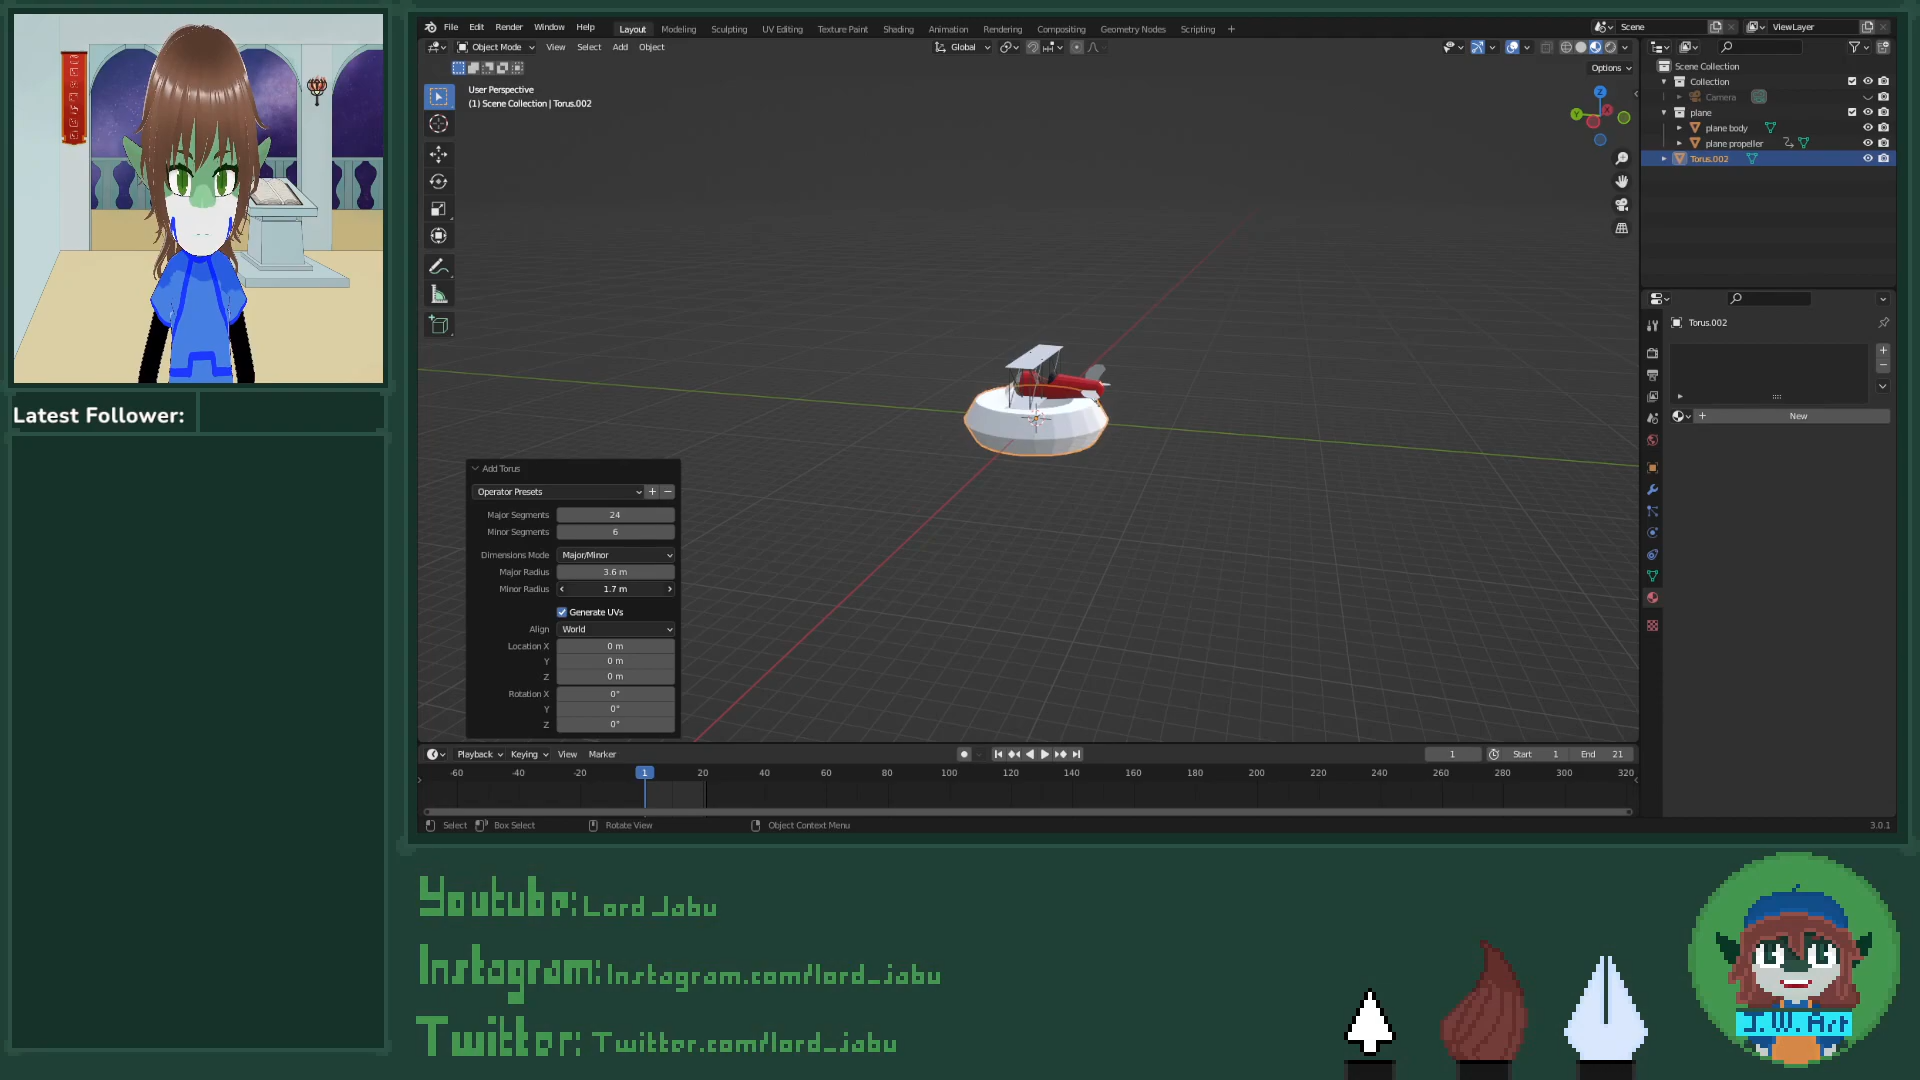 File Edit Render Window Help
Layout Modeling Sculpting UV Editing Texture Paint Shading Animation Rendering Compositing Geometry Nodes Scripting +
Scene
ViewLayer
Object Mode View Select Add Object
Global
Options
User Perspective
(1) Scene Collection | Torus.002
Z
Y
X
Scene Collection
Collection
Camera
plane
plane body
plane propeller
Torus.002
Torus.002
New
Latest Follower:
Add Torus
Operator Presets
Major Segments 24
Minor Segments 6
Dimensions Mode Major/Minor
Major Radius 3.6 m
Minor Radius 1.7 m
Generate UVs
Align World
Location X 0 m
Y 0 m
Z 0 m
Rotation X 0°
Y 0°
Z 0°
Playback Keying View Marker
1 Start 1 End 21
-60 -40 -20 1 20 40 60 80 100 120 140 160 180 200 220 240 260 280 300 320
Select Box Select Rotate View Object Context Menu
3.0.1
Youtube: Lord Jabu
Instagram: Instagram.com/lord_jabu
Twitter: Twitter.com/lord_jabu
J.W. Art